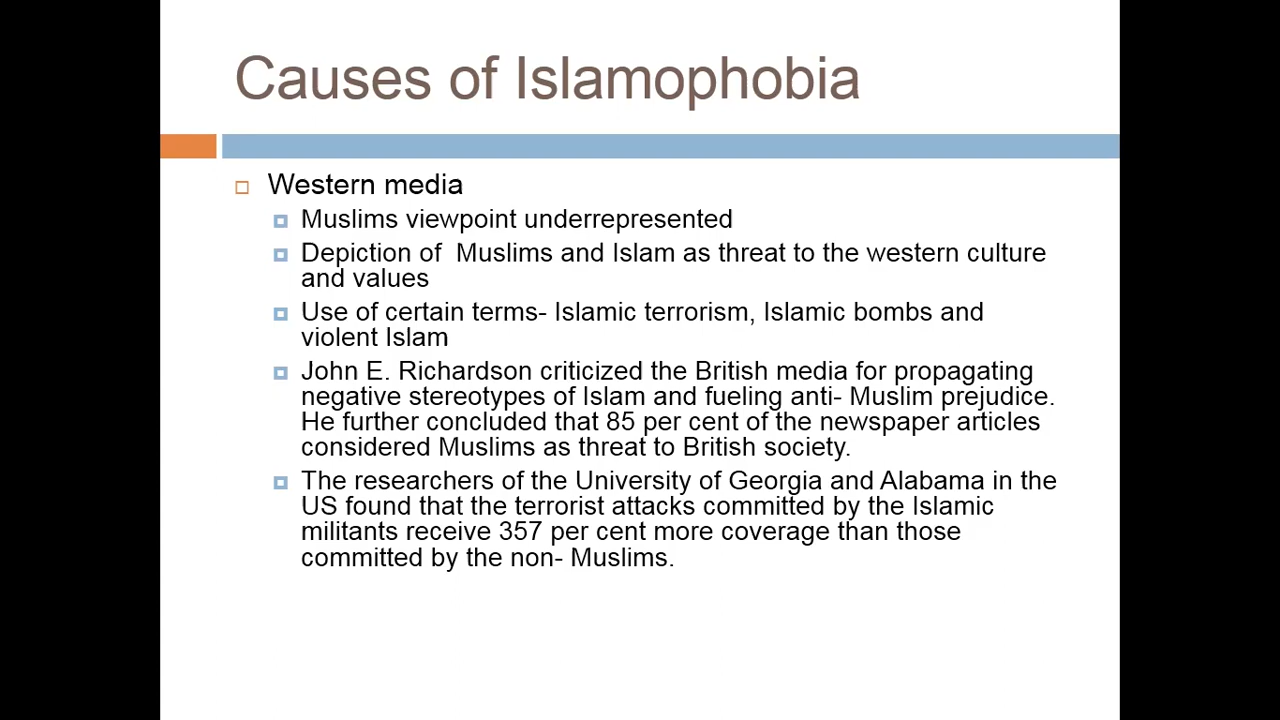 Causes of Islamophobia
Western media
Muslims viewpoint underrepresented
Depiction of  Muslims and Islam as threat to the western culture
and values
Use of certain terms- Islamic terrorism, Islamic bombs and
violent Islam
John E. Richardson criticized the British media for propagating
negative stereotypes of Islam and fueling anti- Muslim prejudice.
He further concluded that 85 per cent of the newspaper articles
considered Muslims as threat to British society.
The researchers of the University of Georgia and Alabama in the
US found that the terrorist attacks committed by the Islamic
militants receive 357 per cent more coverage than those
committed by the non- Muslims.